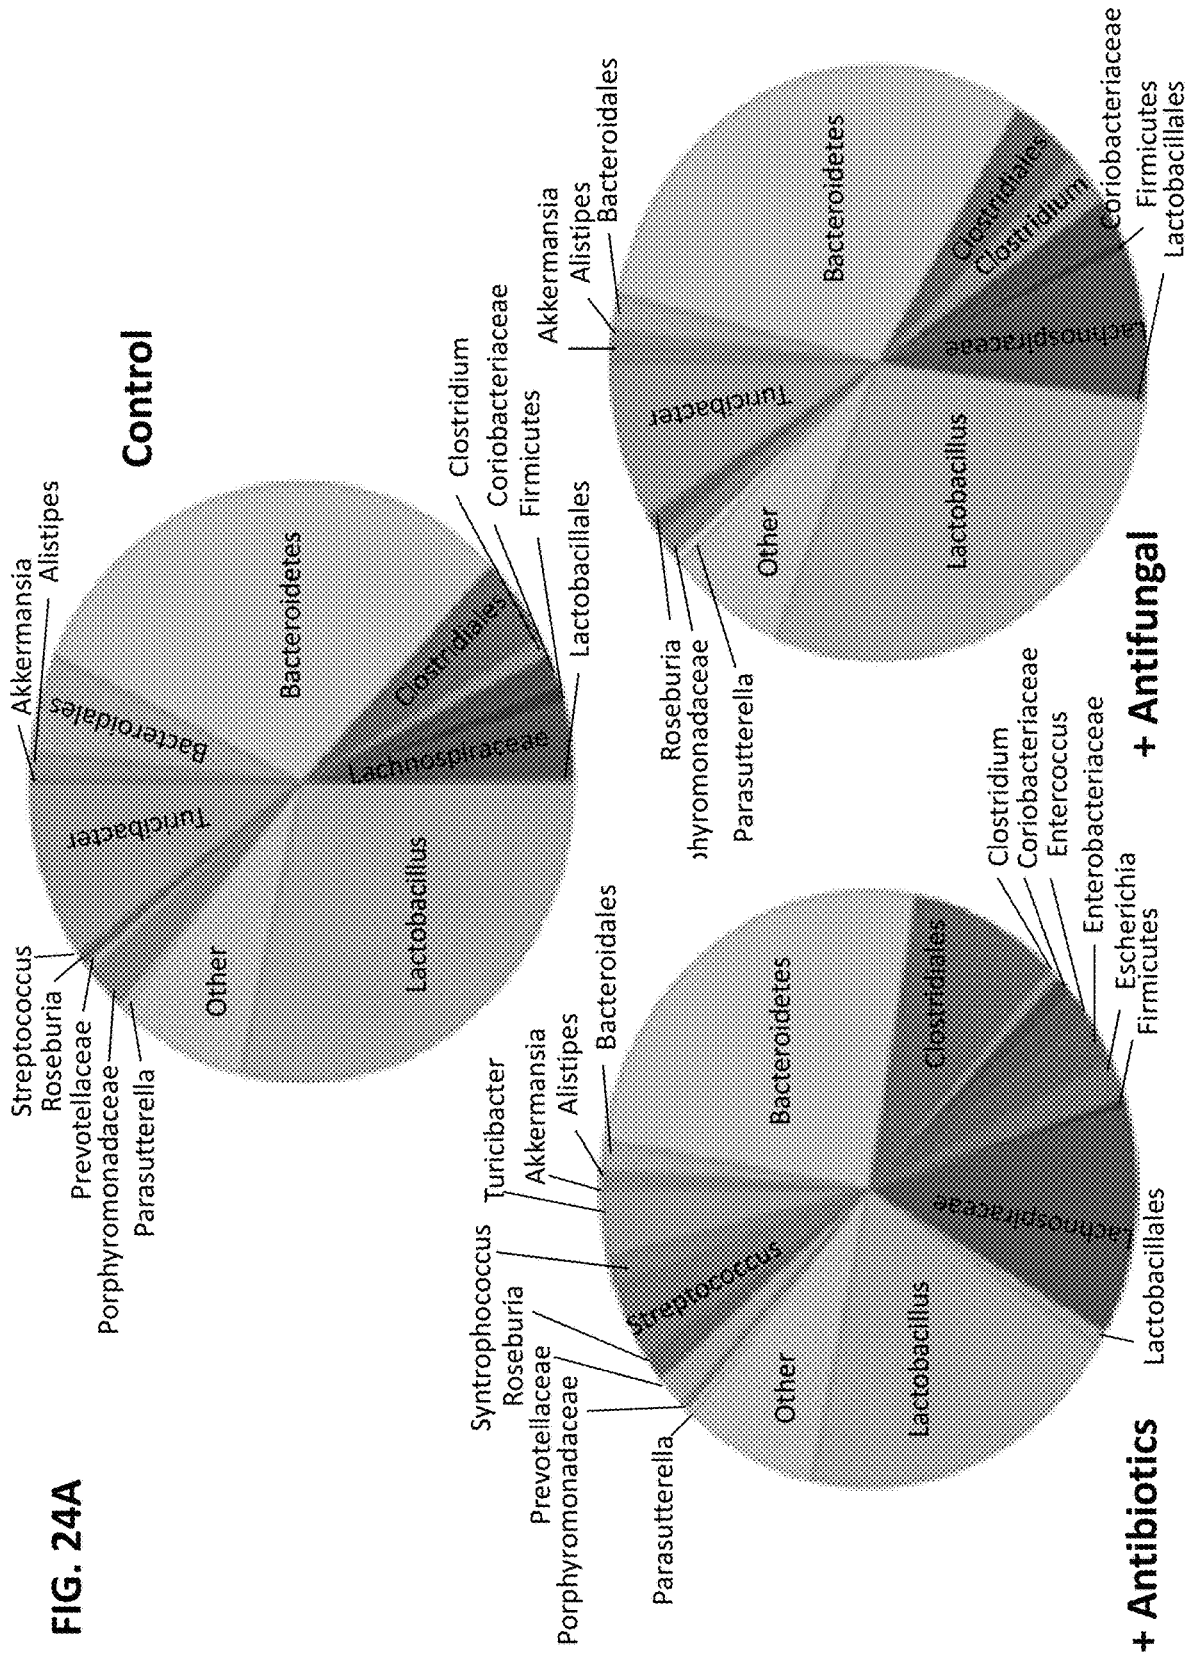 FIG. 24A
Control
Akkermansia
Alistipes
Bacteroidales
Bacteroidetes
Clostridiales
Clostridium
Coriobacteriaceae
Firmicutes
Lachnospiraceae
Lactobacillales
Lactobacillus
Other
Parasutterella
Porphyromonadaceae
Prevotellaceae
Roseburia
Streptococcus
Turicibacter
+ Antibiotics
Turicibacter
Akkermansia
Alistipes
Bacteroidales
Bacteroidetes
Clostridiales
Clostridium
Coriobacteriaceae
Entercoccus
Enterobacteriaceae
Escherichia
Firmicutes
Lachnospiraceae
Lactobacillales
Lactobacillus
Other
Parasutterella
Porphyromonadaceae
Prevotellaceae
Roseburia
Syntrophococcus
Streptococcus
+ Antifungal
Akkermansia
Alistipes
Bacteroidales
Bacteroidetes
Clostridiales
Clostridium
Coriobacteriaceae
Firmicutes
Lactobacillales
Lachnospiraceae
Lactobacillus
Other
Parasutterella
hyromonadaceae
Roseburia
Turicibacter